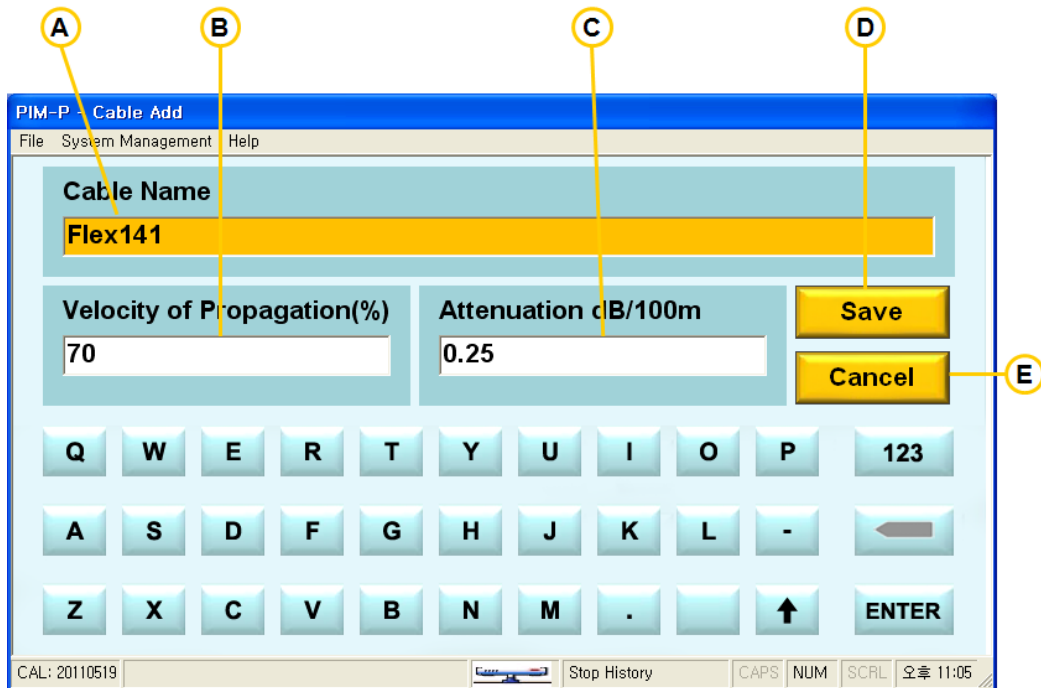 A B C D
PIM-P - Cable Add
File System Management Help
Cable Name
Flex141
Velocity of Propagation(%) Attenuation dB/100m Save
70 0.25
Cancel E
Q W E R T Y U I O P 123
A S D F G H J K L -
Z X C V B N M . ENTER
CAL: 20110519 Stop History CAPS NUM SCRL 오후 11:05